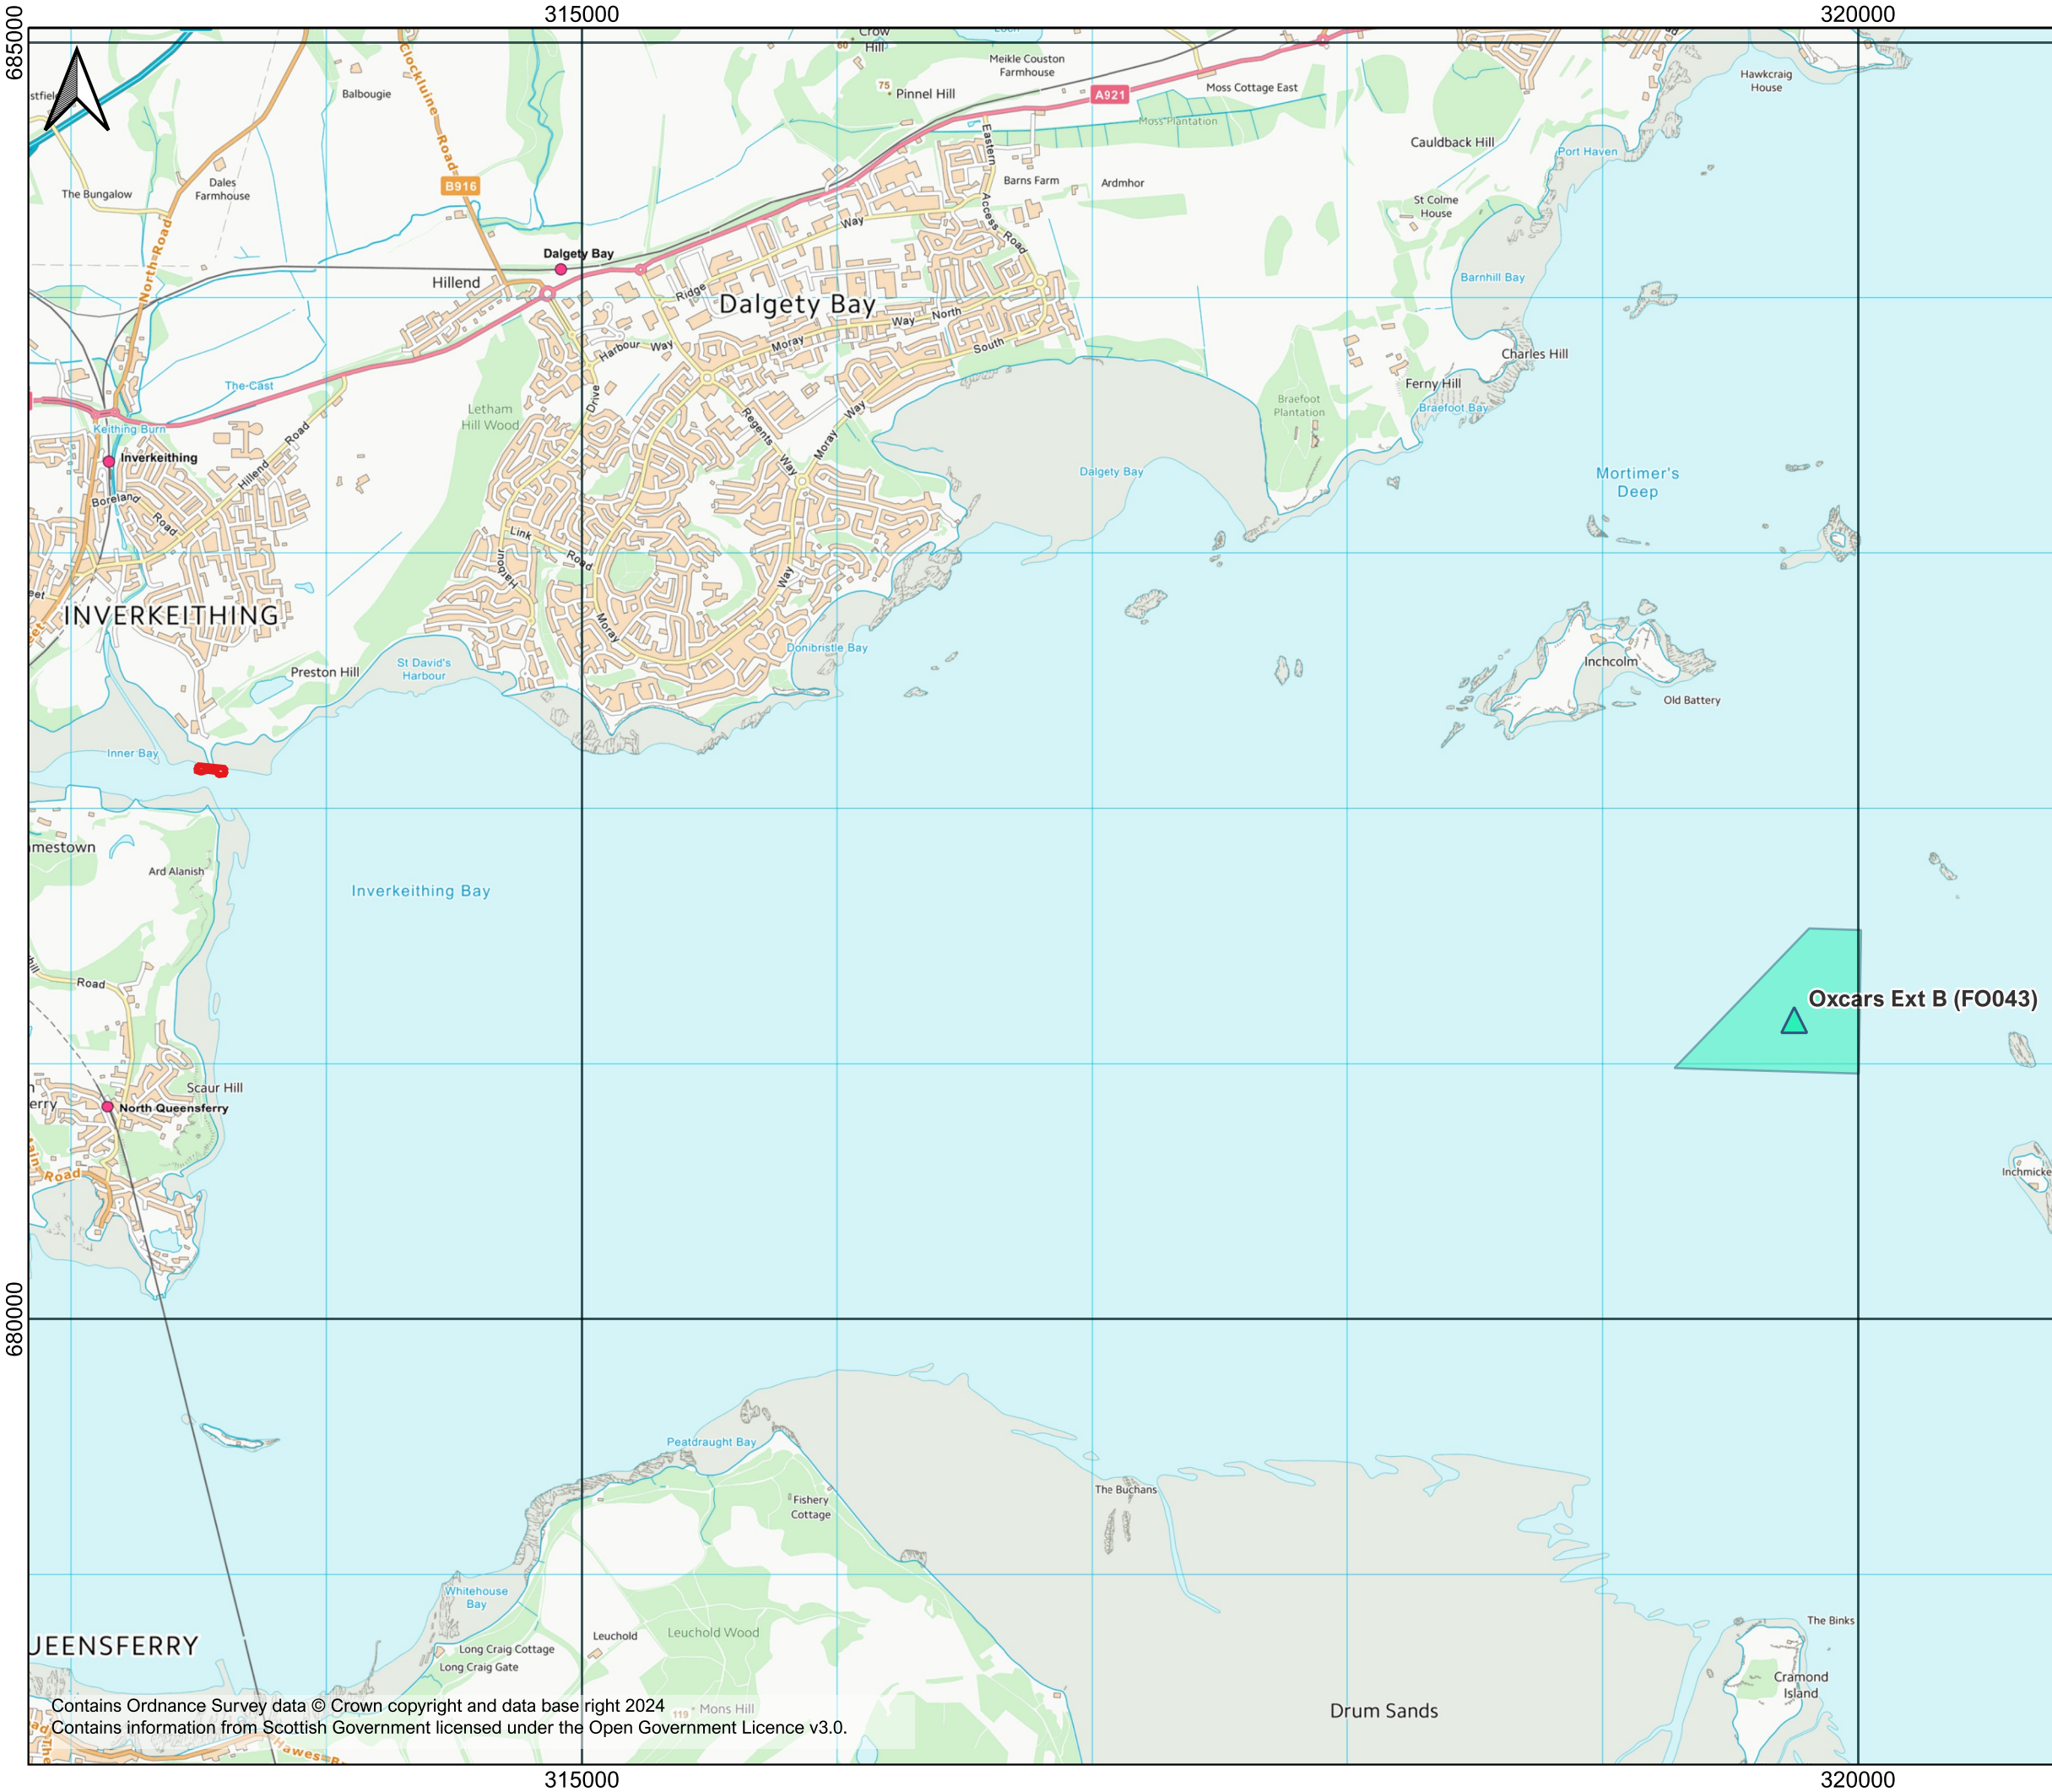 315000
320000
685000
680000
Crow
Hill
60
Loch
Meikle Couston
Farmhouse
75
Pinnel Hill
A921
Moss Cottage East
Hawkcraig
House
Moss Plantation
Cauldback Hill
Port Haven
Balbougie
Clockluine Road
B916
The Bungalow
Dales
Farmhouse
North Road
Eastern
Access Road
Barns Farm
Ardmhor
St Colme
House
Way
Dalgety Bay
Hillend
Ridge
Dalgety Bay
Barnhill Bay
Way
North
Harbour Way
Moray
South
Charles Hill
Ferny Hill
Braefoot Bay
The Cast
Drive
Letham
Hill Wood
Regents
Way
Moray
Way
Braefoot
Plantation
Keithing Burn
Inverkeithing
Hillend
Road
Boreland
Road
Dalgety Bay
Mortimer's
Deep
Link
Road
Harbour
Way
Moray
INVERKEITHING
Preston Hill
St David's
Harbour
Donibristle Bay
Inchcolm
Old Battery
Inner Bay
Ard Alanish
Inverkeithing Bay
Road
Oxcars Ext B (FO043)
Scaur Hill
North Queensferry
Road
Inchmicke
Peatdraught Bay
The Buchans
Fishery
Cottage
Whitehouse
Bay
Leuchold
Leuchold Wood
Long Craig Cottage
Long Craig Gate
The Binks
Cramond
Island
UEENSFERRY
119
Mons Hill
Drum Sands
Contains Ordnance Survey data © Crown copyright and data base right 2024
Contains information from Scottish Government licensed under the Open Government Licence v3.0.
315000
320000